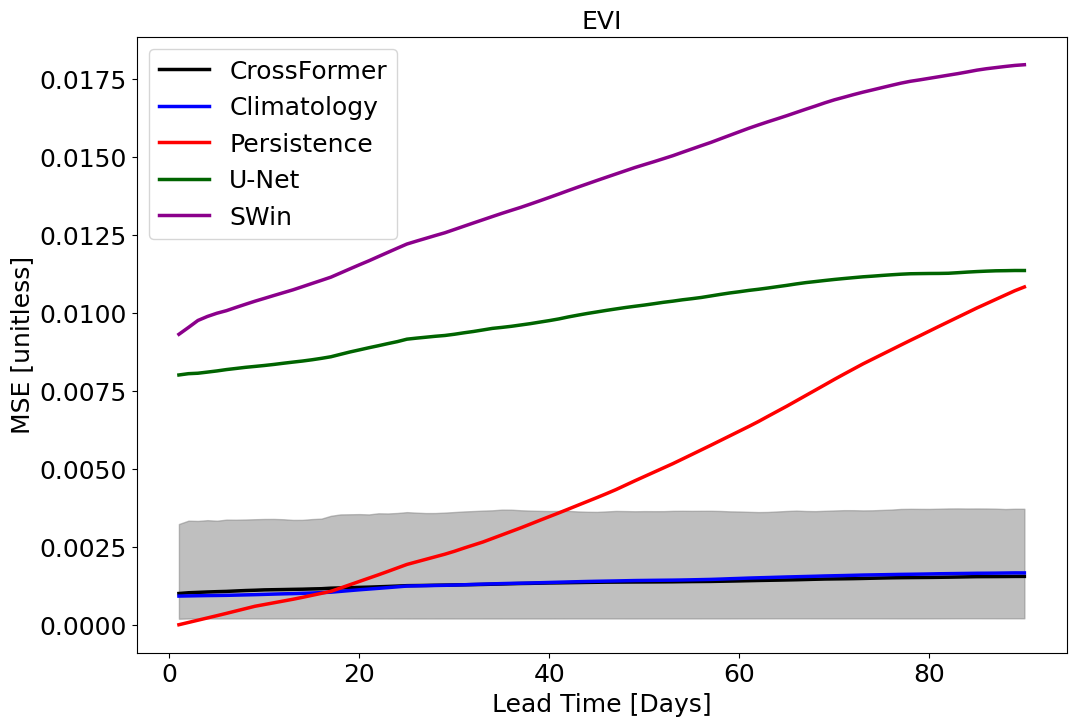 EVI
CrossFormer
Climatology
Persistence
U-Net
SWin
MSE [unitless]
0.0175
0.0150
0.0125
0.0100
0.0075
0.0050
0.0025
0.0000
0 20 40 60 80
Lead Time [Days]